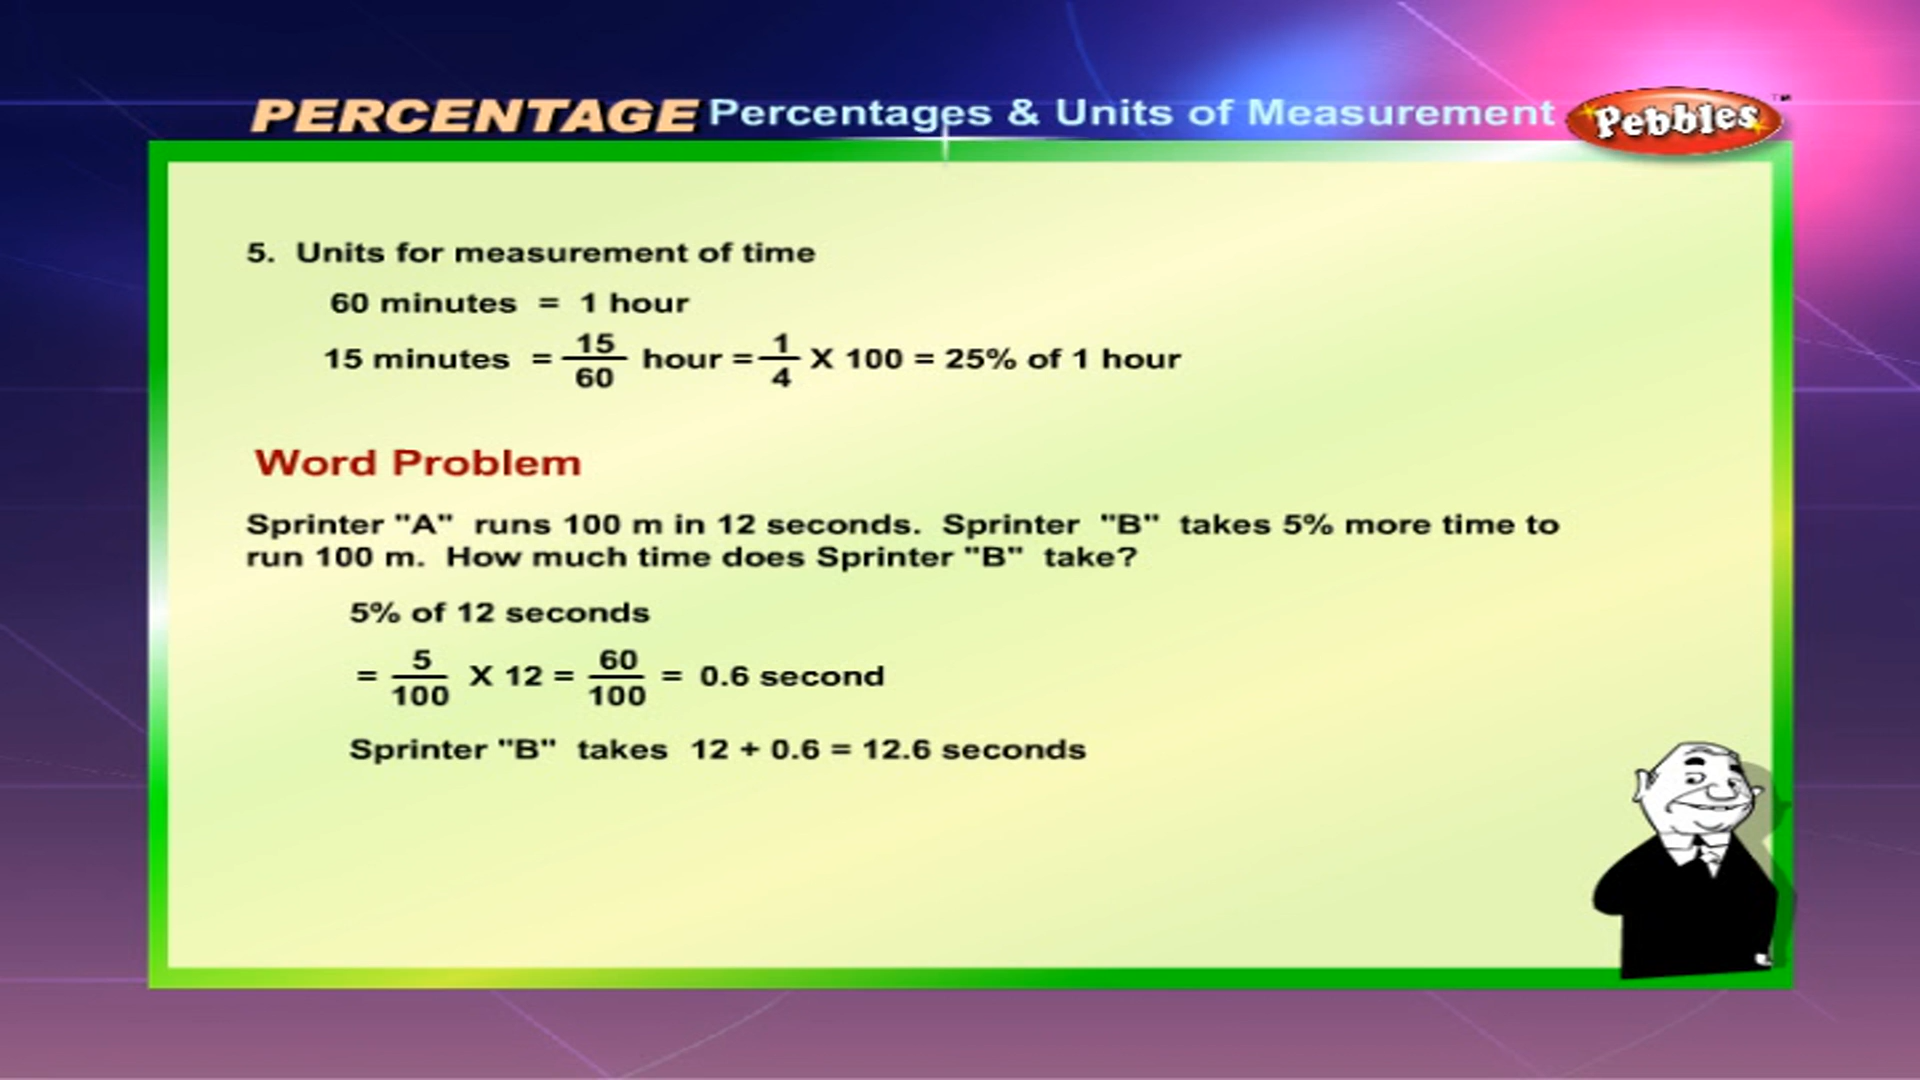 PERCENTAGE Percentages & Units of Measurement Pebbles™
5. Units for measurement of time
60 minutes = 1 hour
15 minutes = 15/60 hour = 1/4 X 100 = 25% of 1 hour
Word Problem
Sprinter "A" runs 100 m in 12 seconds. Sprinter "B" takes 5% more time to
run 100 m. How much time does Sprinter "B" take?
5% of 12 seconds
= 5/100 X 12 = 60/100 = 0.6 second
Sprinter "B" takes 12 + 0.6 = 12.6 seconds